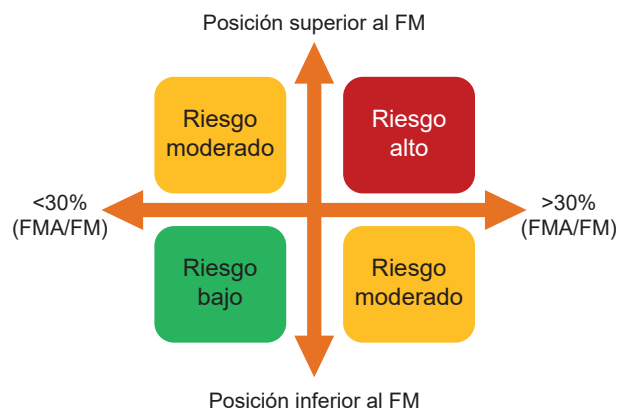 Posición superior al FM
Riesgo
moderado
Riesgo
alto
<30%
(FMA/FM)
>30%
(FMA/FM)
Riesgo
bajo
Riesgo
moderado
Posición inferior al FM